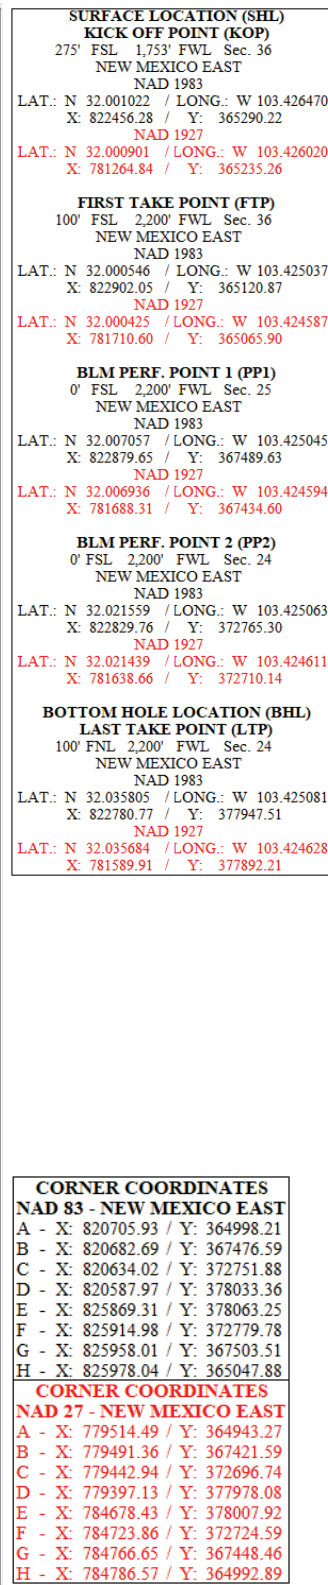 SURFACE LOCATION (SHL)
KICK OFF POINT (KOP)
275' FSL 1,753' FWL Sec. 36
NEW MEXICO EAST
NAD 1983
LAT.: N 32.001022 / LONG.: W 103.426470
X: 822456.28 / Y: 365290.22
NAD 1927
LAT.: N 32.000901 / LONG.: W 103.426020
X: 781264.84 / Y: 365235.26
FIRST TAKE POINT (FTP)
100' FSL 2,200' FWL Sec. 36
NEW MEXICO EAST
NAD 1983
LAT.: N 32.000546 / LONG.: W 103.425037
X: 822902.05 / Y: 365120.87
NAD 1927
LAT.: N 32.000425 / LONG.: W 103.424587
X: 781710.60 / Y: 365065.90
BLM PERF. POINT 1 (PP1)
0' FSL 2,200' FWL Sec. 25
NEW MEXICO EAST
NAD 1983
LAT.: N 32.007057 / LONG.: W 103.425045
X: 822879.65 / Y: 367489.63
NAD 1927
LAT.: N 32.006936 / LONG.: W 103.424594
X: 781688.31 / Y: 367434.60
BLM PERF. POINT 2 (PP2)
0' FSL 2,200' FWL Sec. 24
NEW MEXICO EAST
NAD 1983
LAT.: N 32.021559 / LONG.: W 103.425063
X: 822829.76 / Y: 372765.30
NAD 1927
LAT.: N 32.021439 / LONG.: W 103.424611
X: 781638.66 / Y: 372710.14
BOTTOM HOLE LOCATION (BHL)
LAST TAKE POINT (LTP)
100' FNL 2,200' FWL Sec. 24
NEW MEXICO EAST
NAD 1983
LAT.: N 32.035805 / LONG.: W 103.425081
X: 822780.77 / Y: 377947.51
NAD 1927
LAT.: N 32.035684 / LONG.: W 103.424628
X: 781589.91 / Y: 377892.21
CORNER COORDINATES
NAD 83 - NEW MEXICO EAST
A - X: 820705.93 / Y: 364998.21
B - X: 820682.69 / Y: 367476.59
C - X: 820634.02 / Y: 372751.88
D - X: 820587.97 / Y: 378033.36
E - X: 825869.31 / Y: 378063.25
F - X: 825914.98 / Y: 372779.78
G - X: 825958.01 / Y: 367503.51
H - X: 825978.04 / Y: 365047.88
CORNER COORDINATES
NAD 27 - NEW MEXICO EAST
A - X: 779514.49 / Y: 364943.27
B - X: 779491.36 / Y: 367421.59
C - X: 779442.94 / Y: 372696.74
D - X: 779397.13 / Y: 377978.08
E - X: 784678.43 / Y: 378007.92
F - X: 784723.86 / Y: 372724.59
G - X: 784766.65 / Y: 367448.46
H - X: 784786.57 / Y: 364992.89